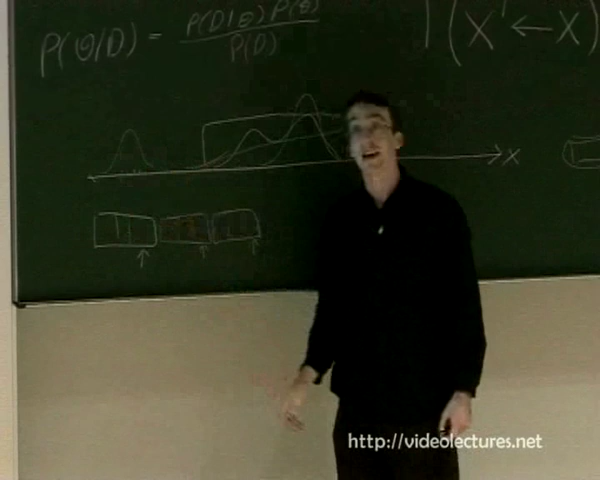 P(θ|D) = P(D|θ) P(θ)
P(D)
T(x' ← x)
x
http://videolectures.net